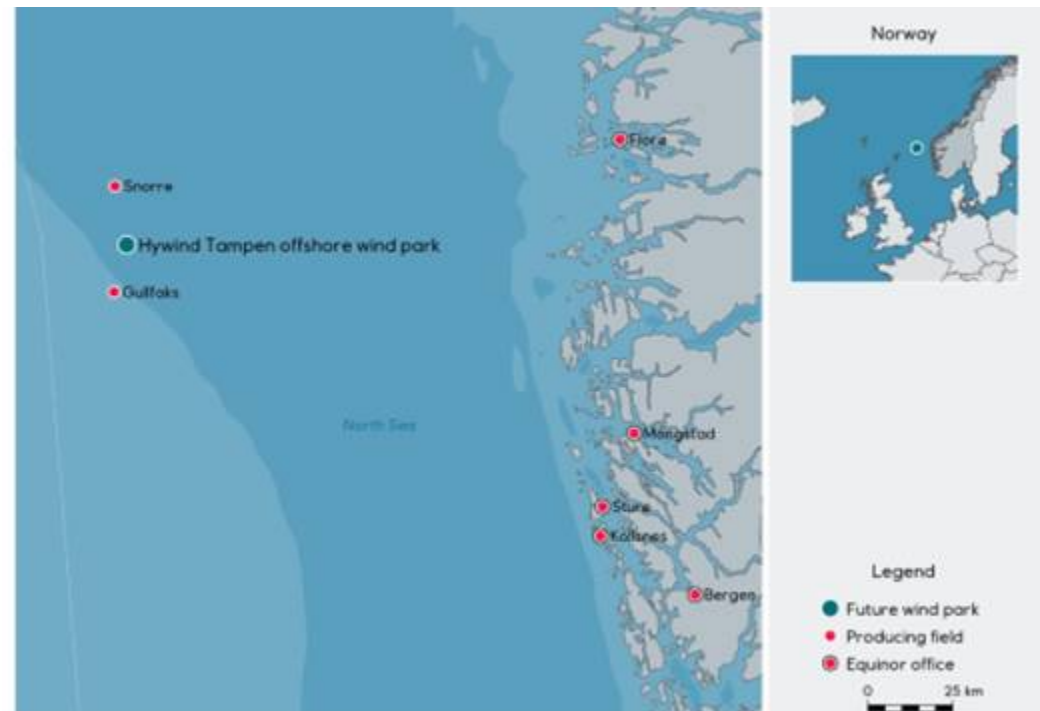 Norway
Florø
Snorre
Hywind Tampen offshore wind park
Gullfaks
North Sea
Mongstad
Sture
Kollsnes
Bergen
Legend
Future wind park
Producing field
Equinor office
0 25 km